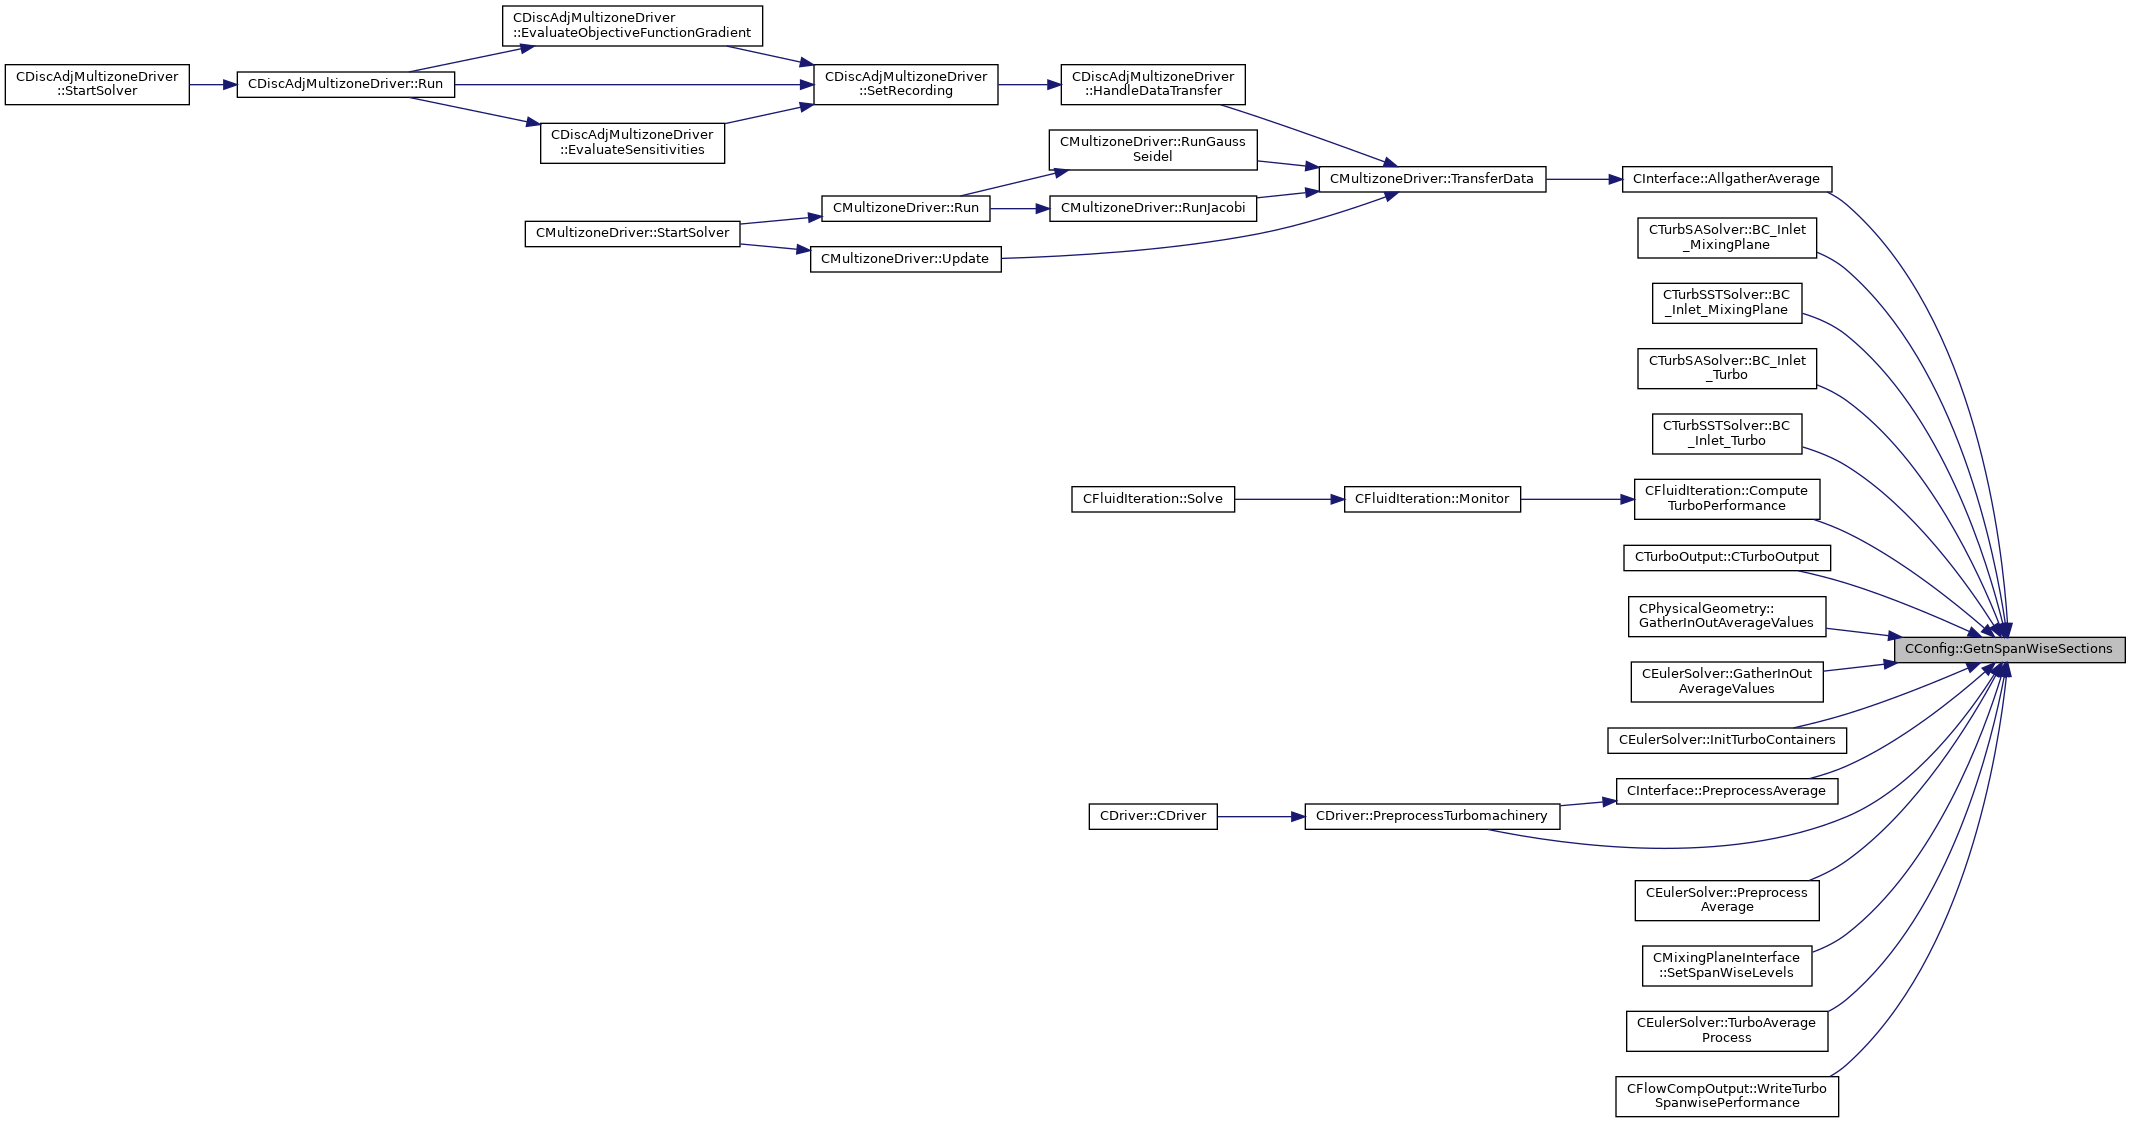 CDiscAdjMultizoneDriver
::StartSolver
CDiscAdjMultizoneDriver::Run
CDiscAdjMultizoneDriver
::EvaluateObjectiveFunctionGradient
CDiscAdjMultizoneDriver
::EvaluateSensitivities
CDiscAdjMultizoneDriver
::SetRecording
CDiscAdjMultizoneDriver
::HandleDataTransfer
CMultizoneDriver::RunGauss
Seidel
CMultizoneDriver::RunJacobi
CMultizoneDriver::Run
CMultizoneDriver::StartSolver
CMultizoneDriver::Update
CMultizoneDriver::TransferData
CInterface::AllgatherAverage
CTurbSASolver::BC_Inlet
_MixingPlane
CTurbSSTSolver::BC
_Inlet_MixingPlane
CTurbSASolver::BC_Inlet
_Turbo
CTurbSSTSolver::BC
_Inlet_Turbo
CFluidIteration::Solve
CFluidIteration::Monitor
CFluidIteration::Compute
TurboPerformance
CTurboOutput::CTurboOutput
CPhysicalGeometry::
GatherInOutAverageValues
CConfig::GetnSpanWiseSections
CEulerSolver::GatherInOut
AverageValues
CEulerSolver::InitTurboContainers
CInterface::PreprocessAverage
CDriver::CDriver
CDriver::PreprocessTurbomachinery
CEulerSolver::Preprocess
Average
CMixingPlaneInterface
::SetSpanWiseLevels
CEulerSolver::TurboAverage
Process
CFlowCompOutput::WriteTurbo
SpanwisePerformance